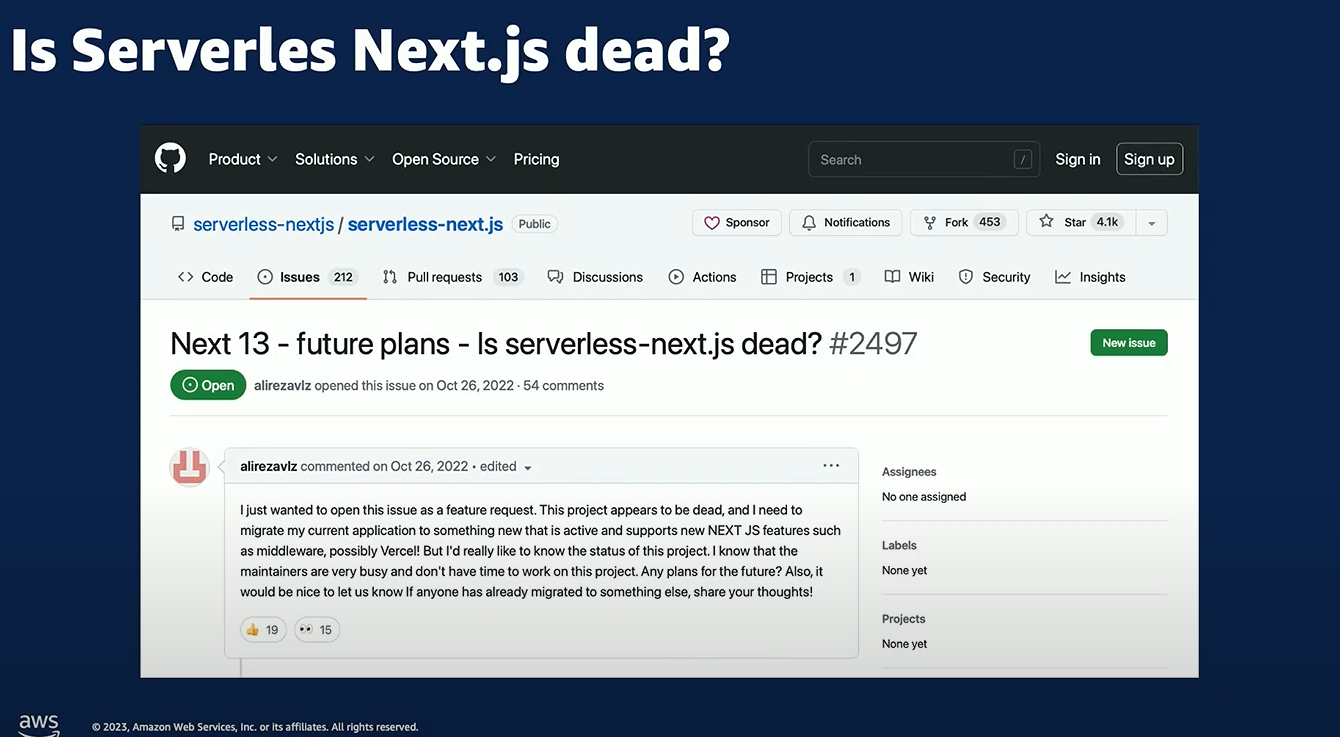 Is Serverles Next.js dead?
Product Solutions Open Source Pricing Search / Sign in Sign up
serverless-nextjs / serverless-next.js Public Sponsor Notifications Fork 453 Star 4.1k
Code Issues 212 Pull requests 103 Discussions Actions Projects 1 Wiki Security Insights
Next 13 - future plans - Is serverless-next.js dead? #2497 New issue
Open alirezavlz opened this issue on Oct 26, 2022 · 54 comments
alirezavlz commented on Oct 26, 2022 • edited
I just wanted to open this issue as a feature request. This project appears to be dead, and I need to
migrate my current application to something new that is active and supports new NEXT JS features such
as middleware, possibly Vercel! But I'd really like to know the status of this project. I know that the
maintainers are very busy and don't have time to work on this project. Any plans for the future? Also, it
would be nice to let us know If anyone has already migrated to something else, share your thoughts!
19 15
Assignees
No one assigned
Labels
None yet
Projects
None yet
aws © 2023, Amazon Web Services, Inc. or its affiliates. All rights reserved.